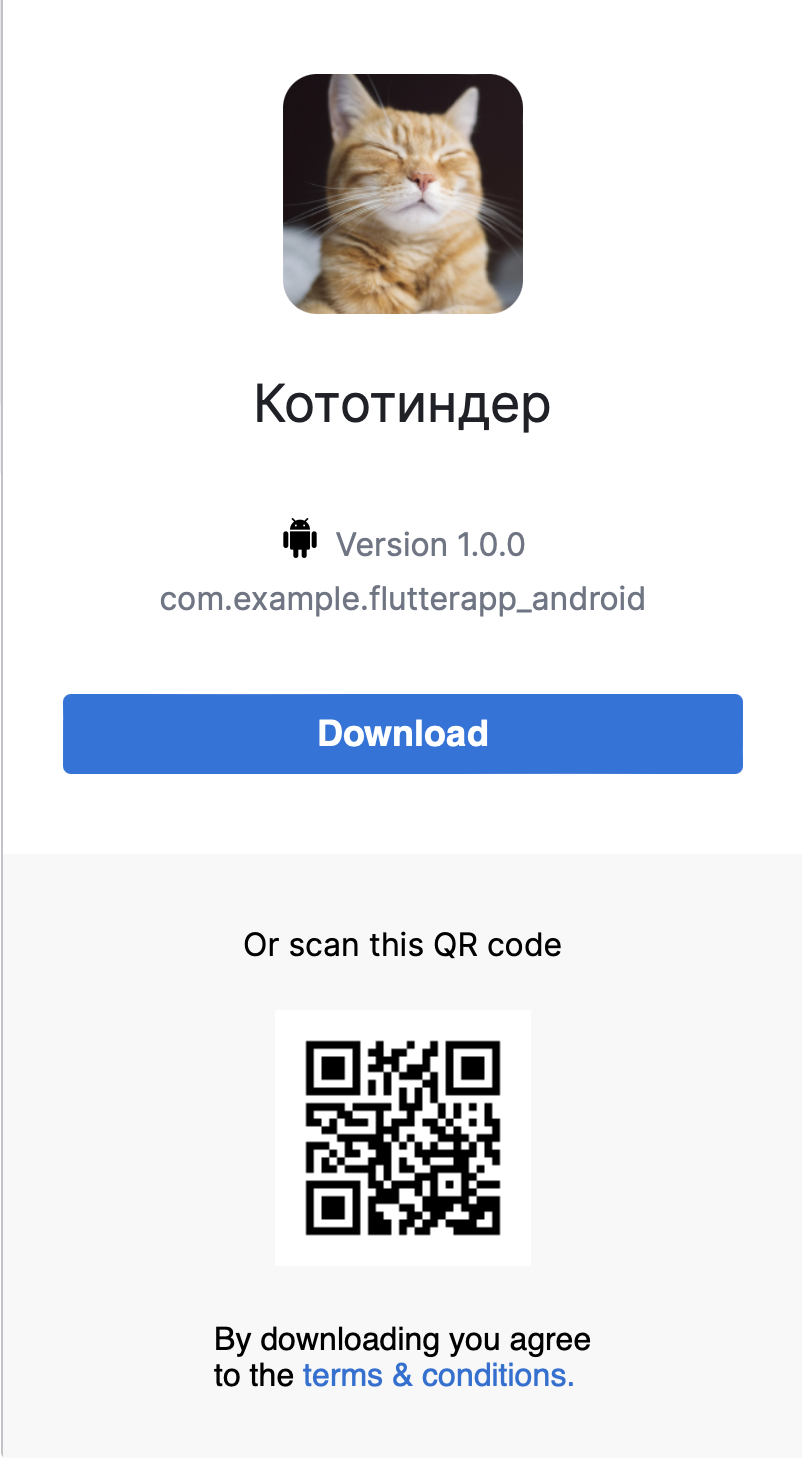 Кототиндер
Version 1.0.0
com.example.flutterapp_android
Download
Or scan this QR code
By downloading you agree
to the terms & conditions.